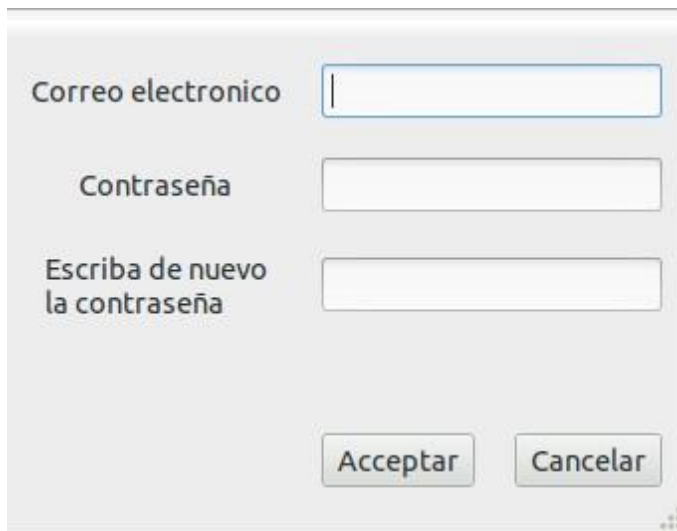 Correo electronico
Contraseña
Escriba de nuevo
la contraseña
Acceptar Cancelar